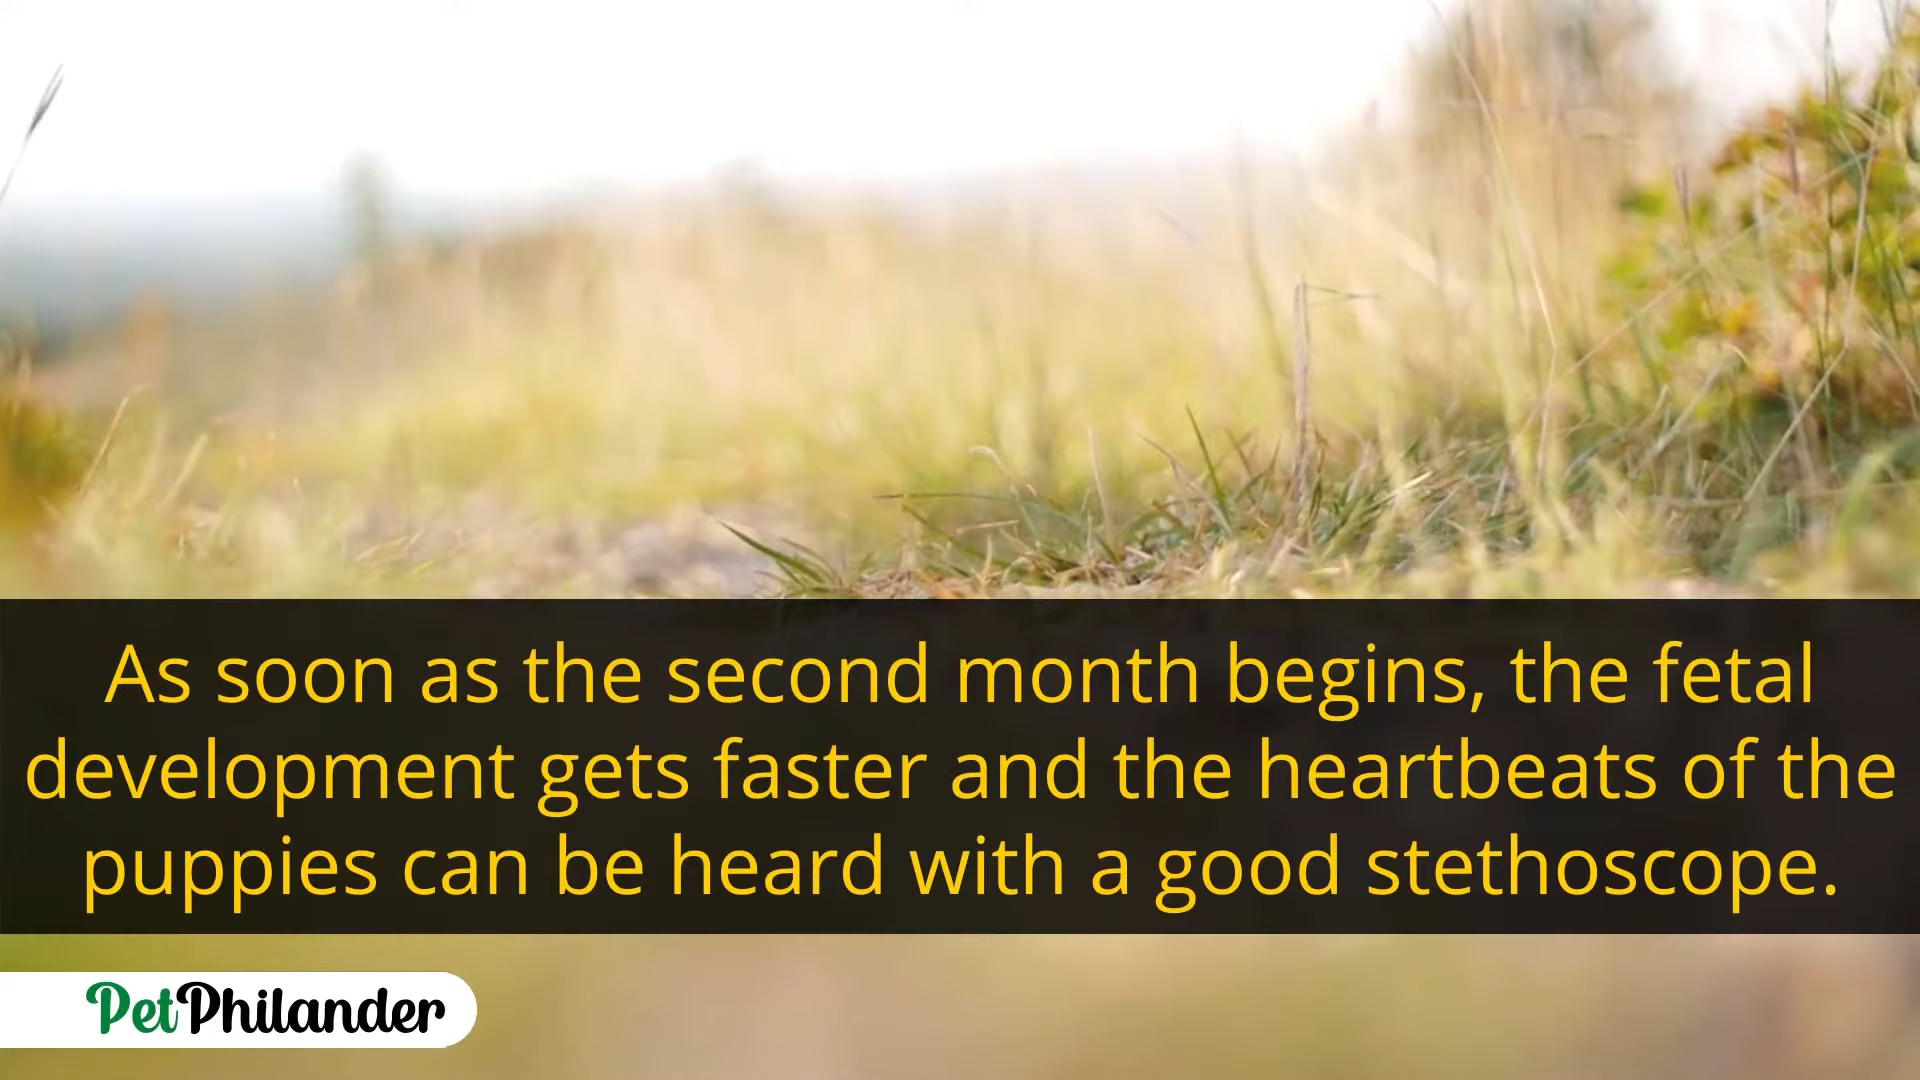 As soon as the second month begins, the fetal
development gets faster and the heartbeats of the
puppies can be heard with a good stethoscope.
PetPhilander